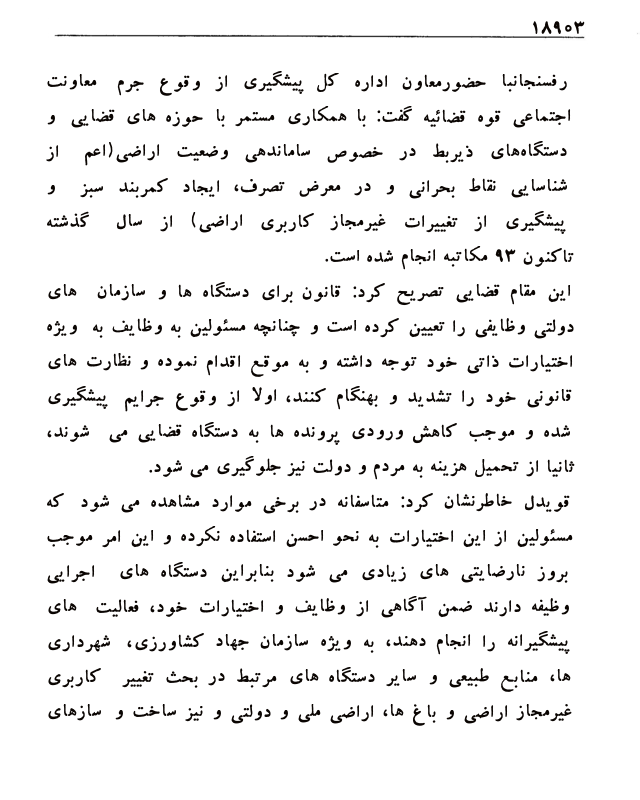 ۱۸۹۰۳
رفسنجانبا حضورمعاون اداره کل پیشگیری از وقوع جرم معاونت
اجتماعی قوه قضائیه گفت: با همکاری مستمر با حوزه های قضایی و
دستگاه‌های ذیربط در خصوص ساماندهی وضعیت اراضی(اعم از
شناسایی نقاط بحرانی و در معرض تصرف، ایجاد کمربند سبز و
پیشگیری از تغییرات غیرمجاز کاربری اراضی) از سال گذشته
تاکنون ۹۳ مکاتبه انجام شده است.
این مقام قضایی تصریح کرد: قانون برای دستگاه ها و سازمان های
دولتی وظایفی را تعیین کرده است و چنانچه مسئولین به وظایف به ویژه
اختیارات ذاتی خود توجه داشته و به موقع اقدام نموده و نظارت های
قانونی خود را تشدید و بهنگام کنند، اولا از وقوع جرایم پیشگیری
شده و موجب کاهش ورودی پرونده ها به دستگاه قضایی می شوند،
ثانیا از تحمیل هزینه به مردم و دولت نیز جلوگیری می شود.
قویدل خاطرنشان کرد: متاسفانه در برخی موارد مشاهده می شود که
مسئولین از این اختیارات به نحو احسن استفاده نکرده و این امر موجب
بروز نارضایتی های زیادی می شود بنابراین دستگاه های اجرایی
وظیفه دارند ضمن آگاهی از وظایف و اختیارات خود، فعالیت های
پیشگیرانه را انجام دهند، به ویژه سازمان جهاد کشاورزی، شهرداری
ها، منابع طبیعی و سایر دستگاه های مرتبط در بحث تغییر کاربری
غیرمجاز اراضی و باغ ها، اراضی ملی و دولتی و نیز ساخت و سازهای